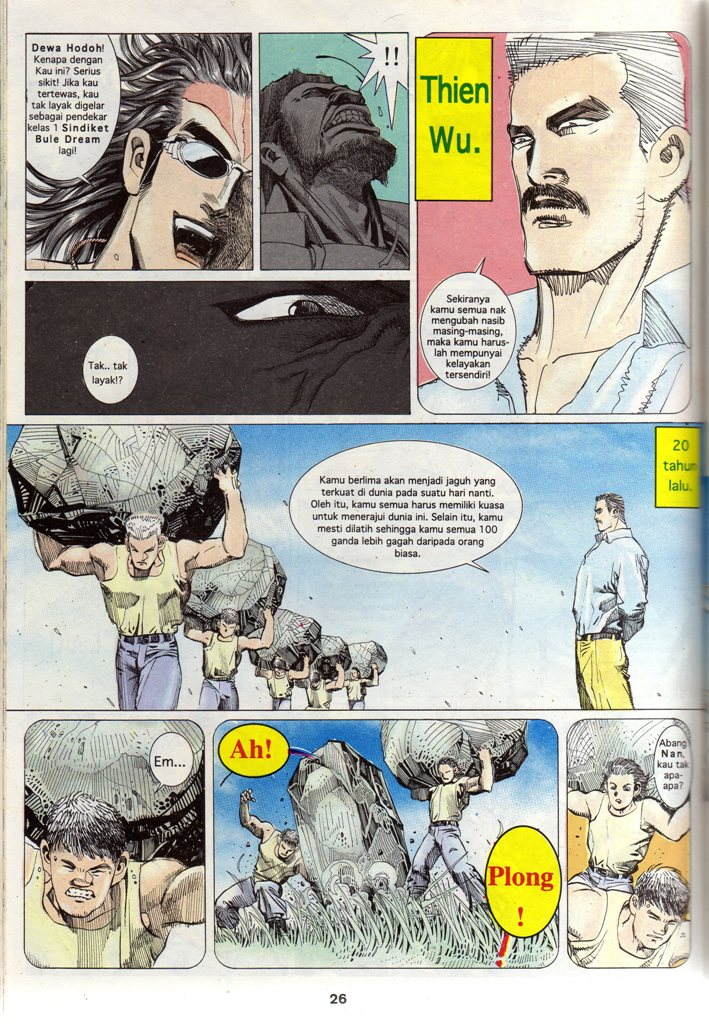 Dewa Hodoh!
Kenapa dengan
Kau ini? Serius
sikit! Jika kau
tertewas, kau
tak layak digelar
sebagai pendekar
kelas 1 Sindiket
Bule Dream
lagi!
!!
Thien
Wu.
Sekiranya
kamu semua nak
mengubah nasib
masing-masing,
maka kamu harus-
lah mempunyai
kelayakan
tersendiri!
Tak.. tak
layak!?
20
tahun
lalu.
Kamu berlima akan menjadi jaguh yang
terkuat di dunia pada suatu hari nanti.
Oleh itu, kamu semua harus memiliki kuasa
untuk menerajui dunia ini. Selain itu, kamu
mesti dilatih sehingga kamu semua 100
ganda lebih gagah daripada orang
biasa.
Em...
Ah!
Plong
!
Abang
Nan,
kau tak
apa-
apa?
26